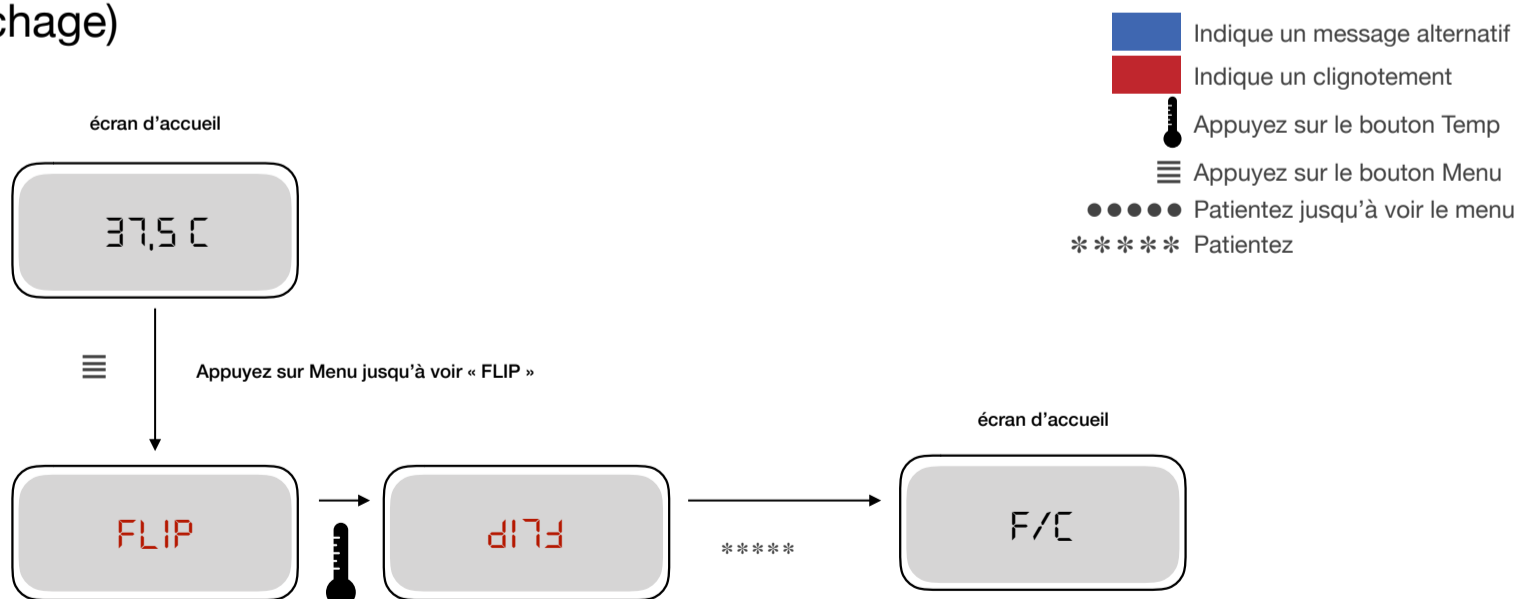 chage)
Indique un message alternatif
Indique un clignotement
Appuyez sur le bouton Temp
Appuyez sur le bouton Menu
Patientez jusqu'à voir le menu
***** Patientez
écran d'accueil
37,5 C
Appuyez sur Menu jusqu'à voir « FLIP »
écran d'accueil
FLIP
FLIP
*****
F/C